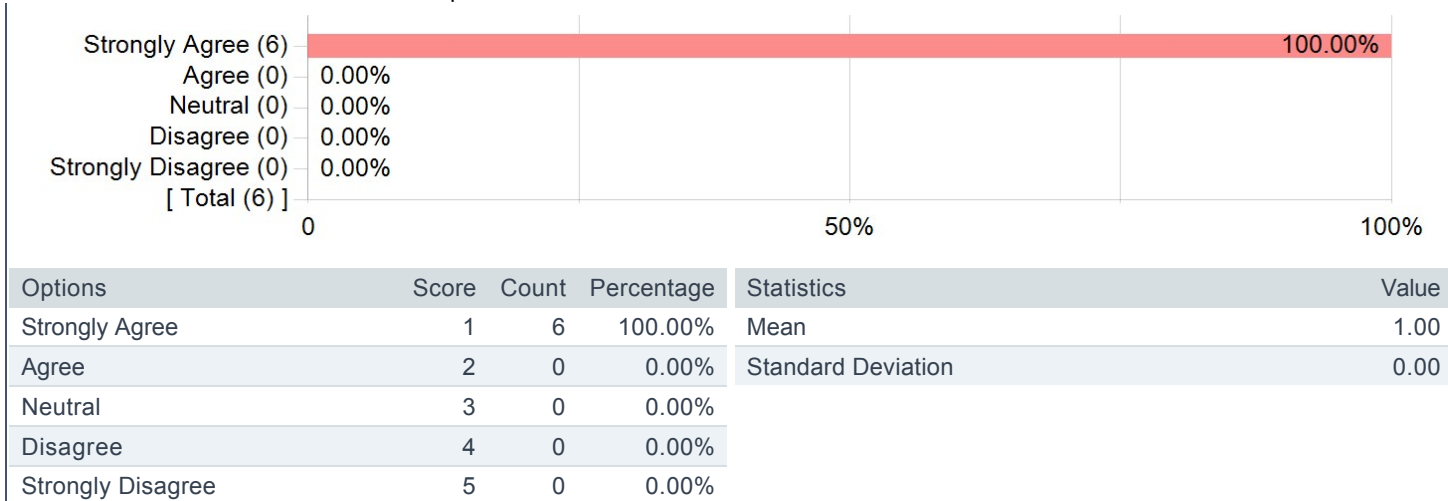 Strongly Agree (6) 100.00%
Agree (0) 0.00%
Neutral (0) 0.00%
Disagree (0) 0.00%
Strongly Disagree (0) 0.00%
[ Total (6) ]
0 50% 100%
Options Score Count Percentage
Strongly Agree 1 6 100.00%
Agree 2 0 0.00%
Neutral 3 0 0.00%
Disagree 4 0 0.00%
Strongly Disagree 5 0 0.00%
Statistics Value
Mean 1.00
Standard Deviation 0.00